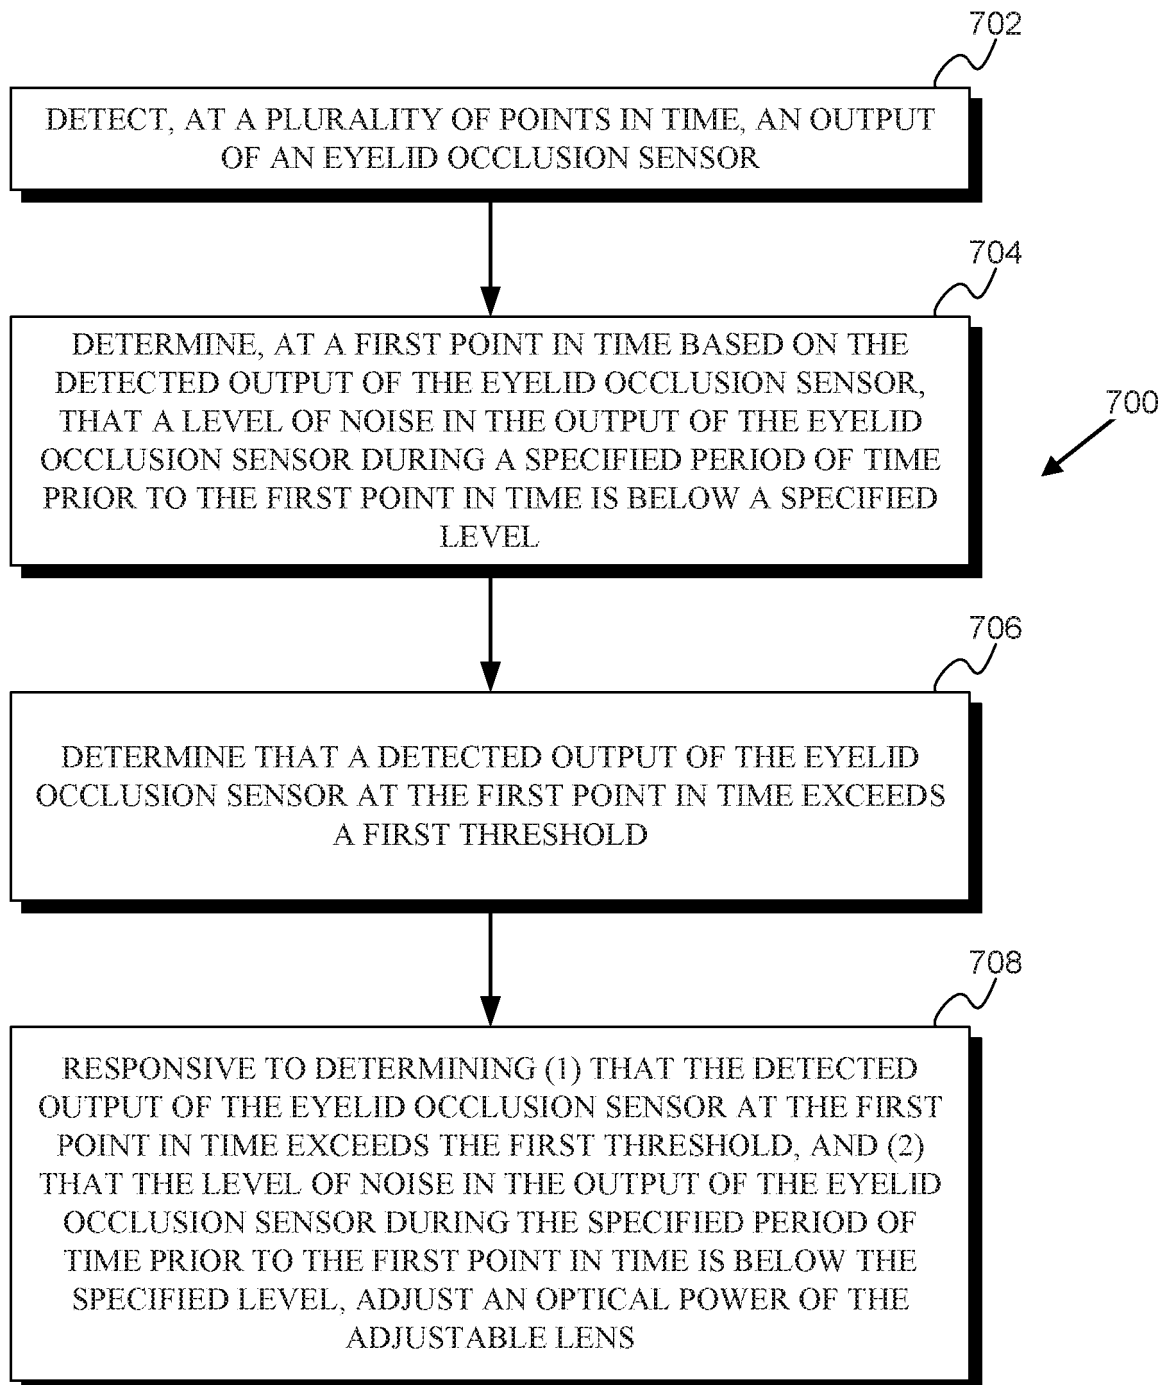 702
DETECT, AT A PLURALITY OF POINTS IN TIME, AN OUTPUT
OF AN EYELID OCCLUSION SENSOR
704
DETERMINE, AT A FIRST POINT IN TIME BASED ON THE
DETECTED OUTPUT OF THE EYELID OCCLUSION SENSOR,
THAT A LEVEL OF NOISE IN THE OUTPUT OF THE EYELID
OCCLUSION SENSOR DURING A SPECIFIED PERIOD OF TIME
PRIOR TO THE FIRST POINT IN TIME IS BELOW A SPECIFIED
LEVEL
700
706
DETERMINE THAT A DETECTED OUTPUT OF THE EYELID
OCCLUSION SENSOR AT THE FIRST POINT IN TIME EXCEEDS
A FIRST THRESHOLD
708
RESPONSIVE TO DETERMINING (1) THAT THE DETECTED
OUTPUT OF THE EYELID OCCLUSION SENSOR AT THE FIRST
POINT IN TIME EXCEEDS THE FIRST THRESHOLD, AND (2)
THAT THE LEVEL OF NOISE IN THE OUTPUT OF THE EYELID
OCCLUSION SENSOR DURING THE SPECIFIED PERIOD OF
TIME PRIOR TO THE FIRST POINT IN TIME IS BELOW THE
SPECIFIED LEVEL, ADJUST AN OPTICAL POWER OF THE
ADJUSTABLE LENS